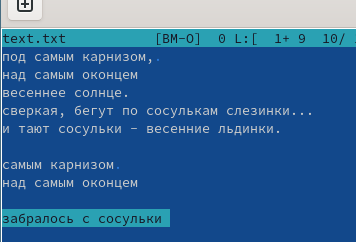 text.txt [BM-O] 0 L:[ 1+ 9 10/
под самым карнизом,.
над самым оконцем
весеннее солнце.
сверкая, бегут по сосулькам слезинки...
и тают сосульки - весенние льдинки.
самым карнизом.
над самым оконцем
забралось с сосульки